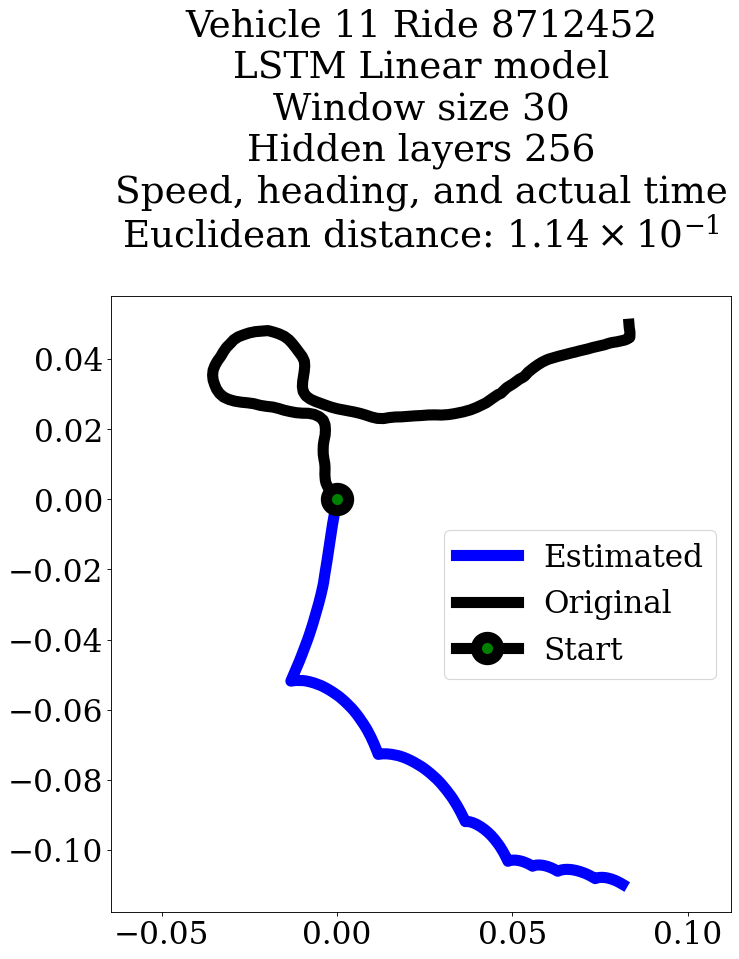 Vehicle 11 Ride 8712452
LSTM Linear model
Window size 30
Hidden layers 256
Speed, heading, and actual time
Euclidean distance: 1.14 × 10⁻¹
0.04
0.02
0.00
−0.02
−0.04
−0.06
−0.08
−0.10
Estimated
Original
Start
−0.05 0.00 0.05 0.10